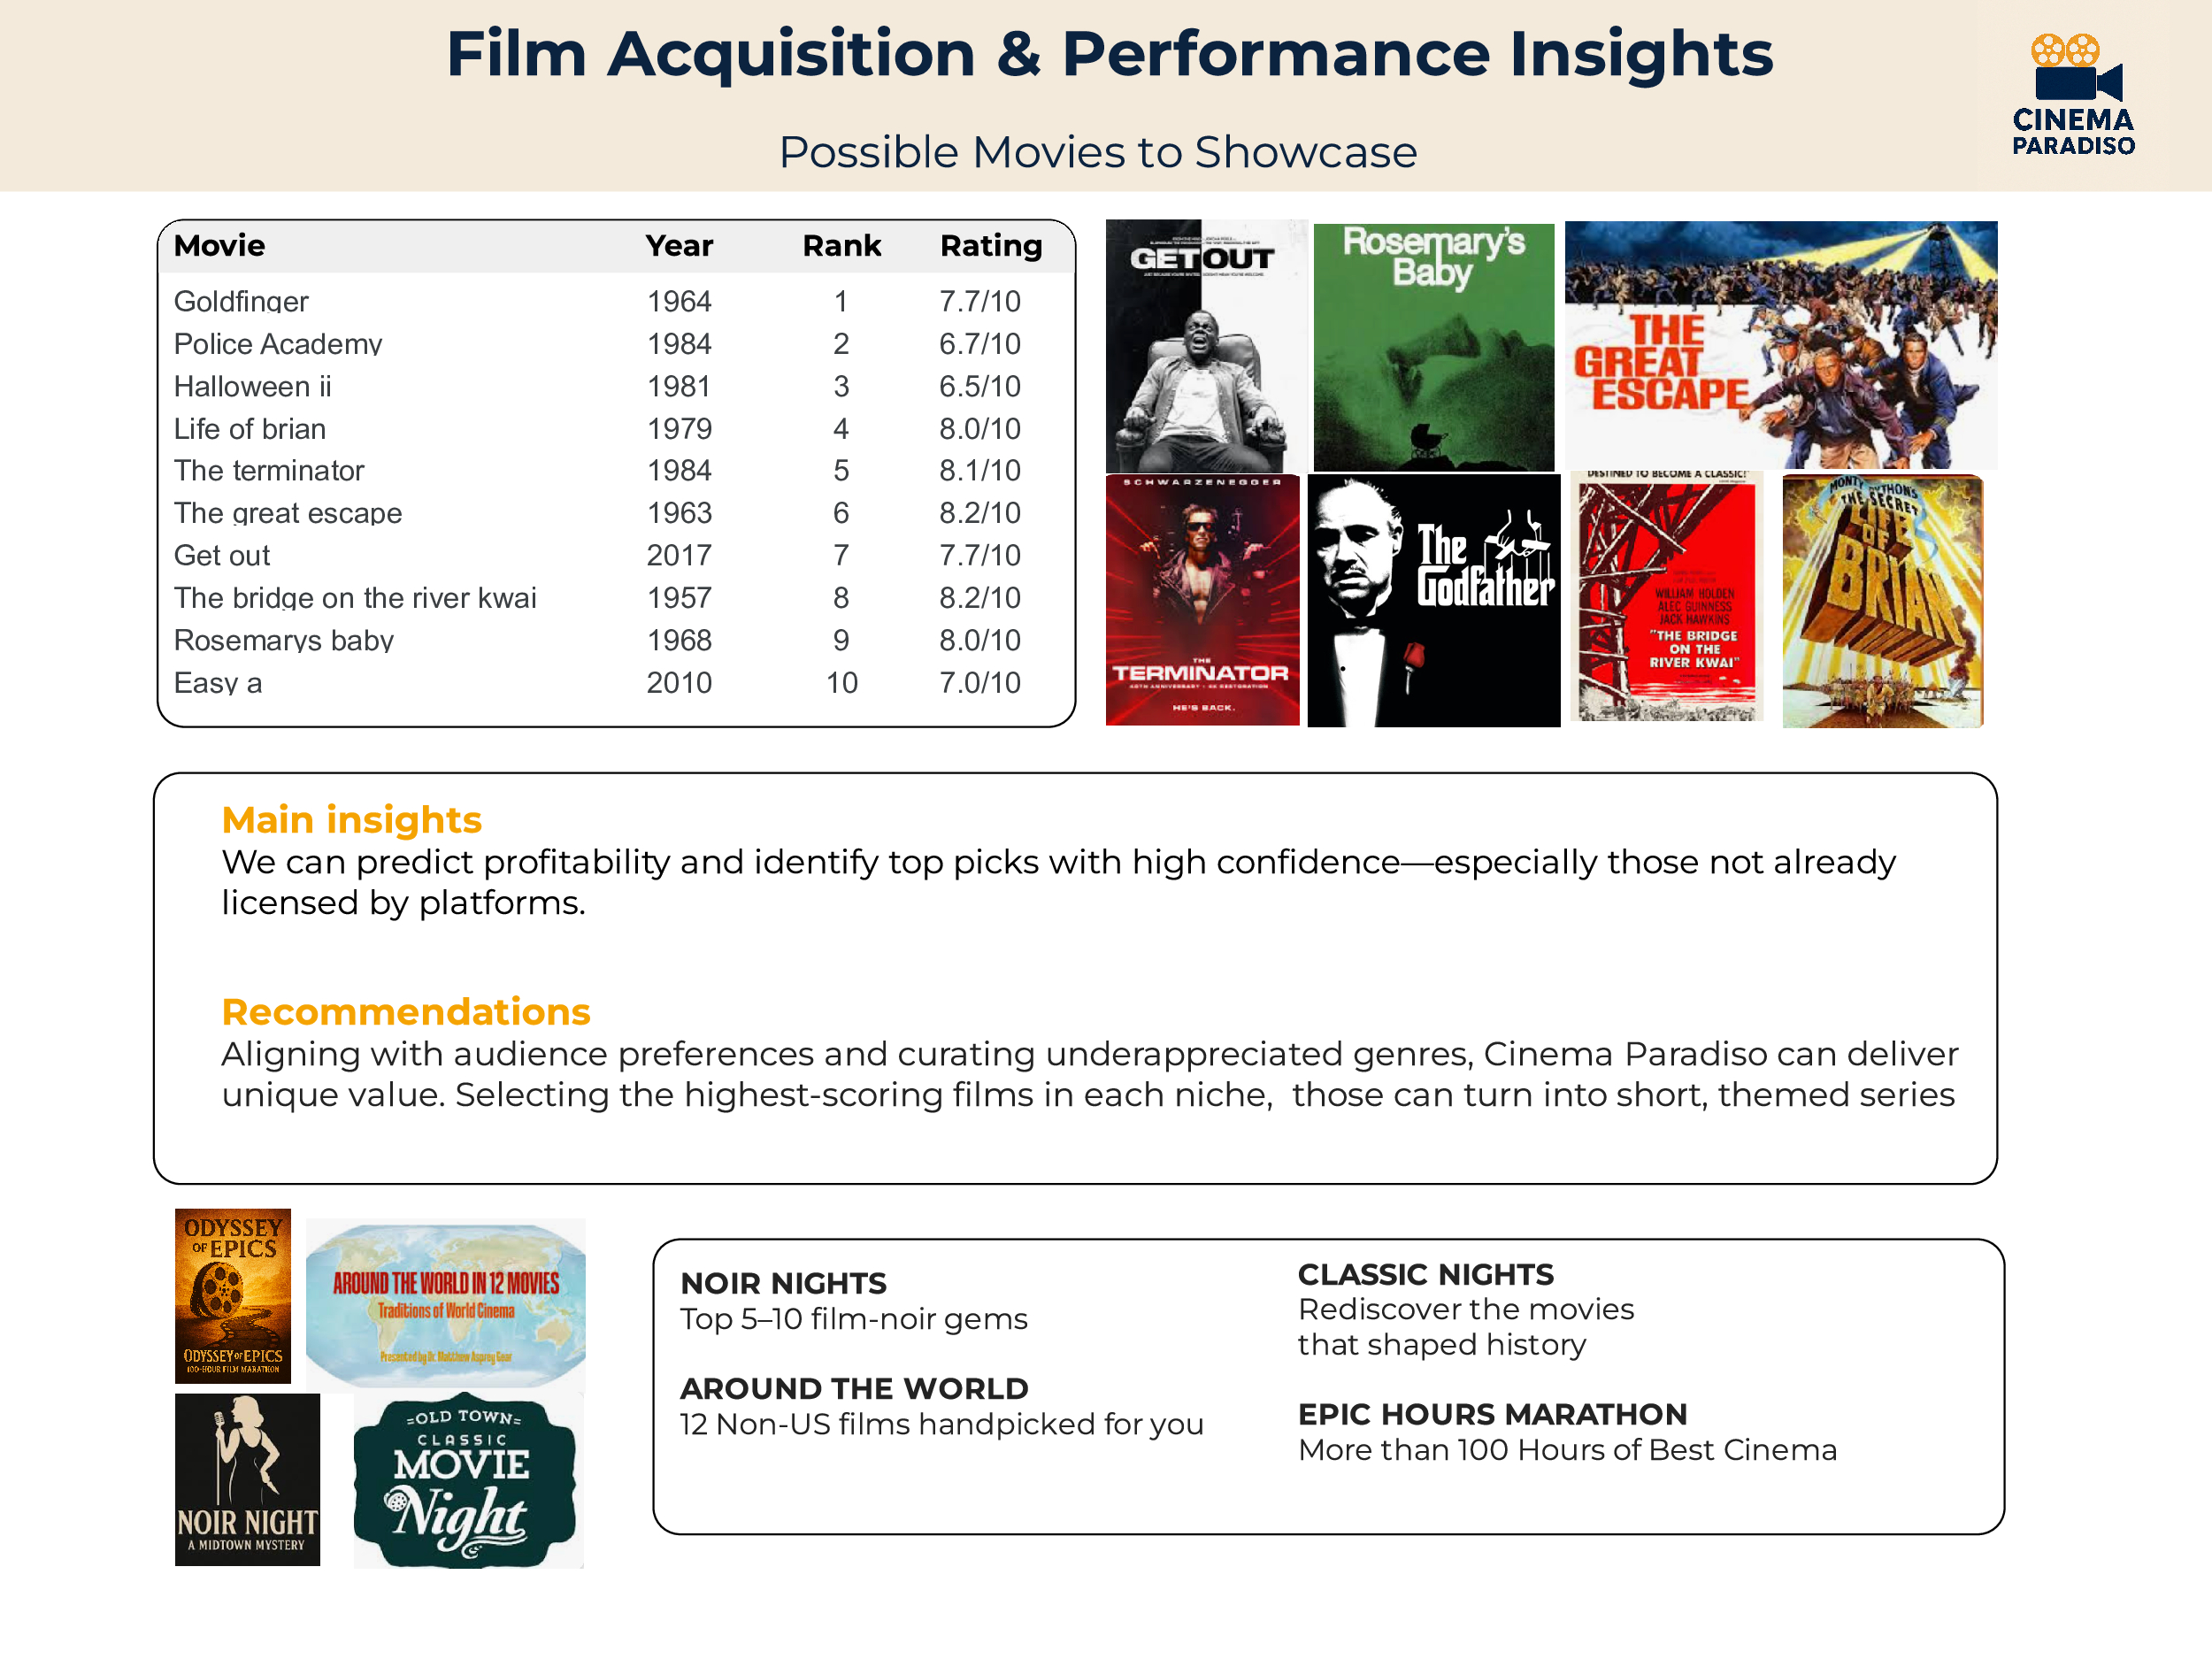 Film Acquisition & Performance Insights
Possible Movies to Showcase
CINEMA
PARADISO
Movie Year Rank Rating
Goldfinger 1964 1 7.7/10
Police Academy 1984 2 6.7/10
Halloween ii 1981 3 6.5/10
Life of brian 1979 4 8.0/10
The terminator 1984 5 8.1/10
The great escape 1963 6 8.2/10
Get out 2017 7 7.7/10
The bridge on the river kwai 1957 8 8.2/10
Rosemarys baby 1968 9 8.0/10
Easy a 2010 10 7.0/10
GET OUT
Rosemary's
Baby
THE
GREAT
ESCAPE
SCHWARZENEGGER
THE
TERMINATOR
HE'S BACK.
The
Godfather
DESTINED TO BECOME A CLASSIC!"
WILLIAM HOLDEN
ALEC GUINNESS
JACK HAWKINS
"THE BRIDGE
ON THE
RIVER KWAI"
MONTY PYTHONS
THE SECRET
LIFE
OF
BRIAN
Main insights
We can predict profitability and identify top picks with high confidence—especially those not already
licensed by platforms.
Recommendations
Aligning with audience preferences and curating underappreciated genres, Cinema Paradiso can deliver
unique value. Selecting the highest-scoring films in each niche,  those can turn into short, themed series
ODYSSEY
OF EPICS
ODYSSEY OF EPICS
100-HOUR FILM MARATHON
AROUND THE WORLD IN 12 MOVIES
Traditions of World Cinema
Presented by Dr. Matthew Asprey Gear
NOIR NIGHT
A MIDTOWN MYSTERY
=OLD TOWN=
CLASSIC
MOVIE
Night
NOIR NIGHTS
Top 5–10 film-noir gems
AROUND THE WORLD
12 Non-US films handpicked for you
CLASSIC NIGHTS
Rediscover the movies
that shaped history
EPIC HOURS MARATHON
More than 100 Hours of Best Cinema